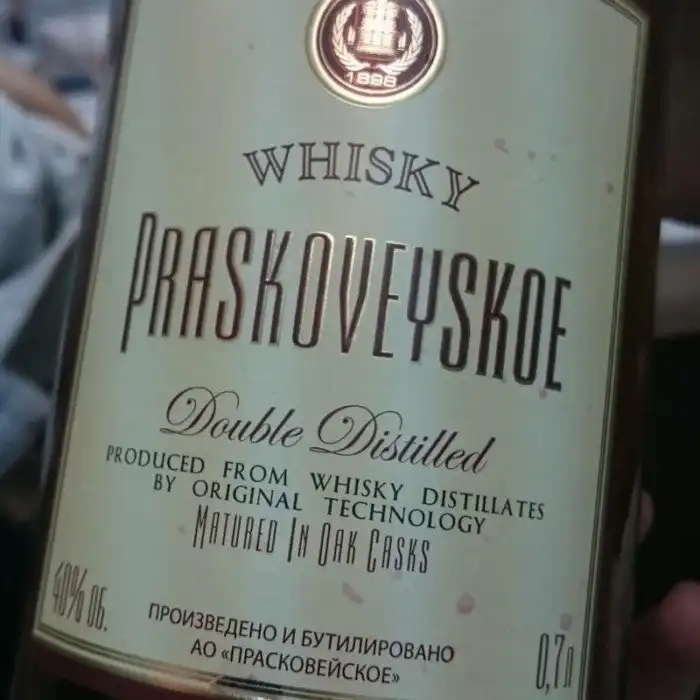 1898
WHISKY
PRASKOVEYSKOE
Double Distilled
PRODUCED FROM WHISKY DISTILLATES
BY ORIGINAL TECHNOLOGY
MATURED IN OAK CASKS
40% ОБ.
ПРОИЗВЕДЕНО И БУТИЛИРОВАНО
АО «ПРАСКОВЕЙСКОЕ»
0,7л